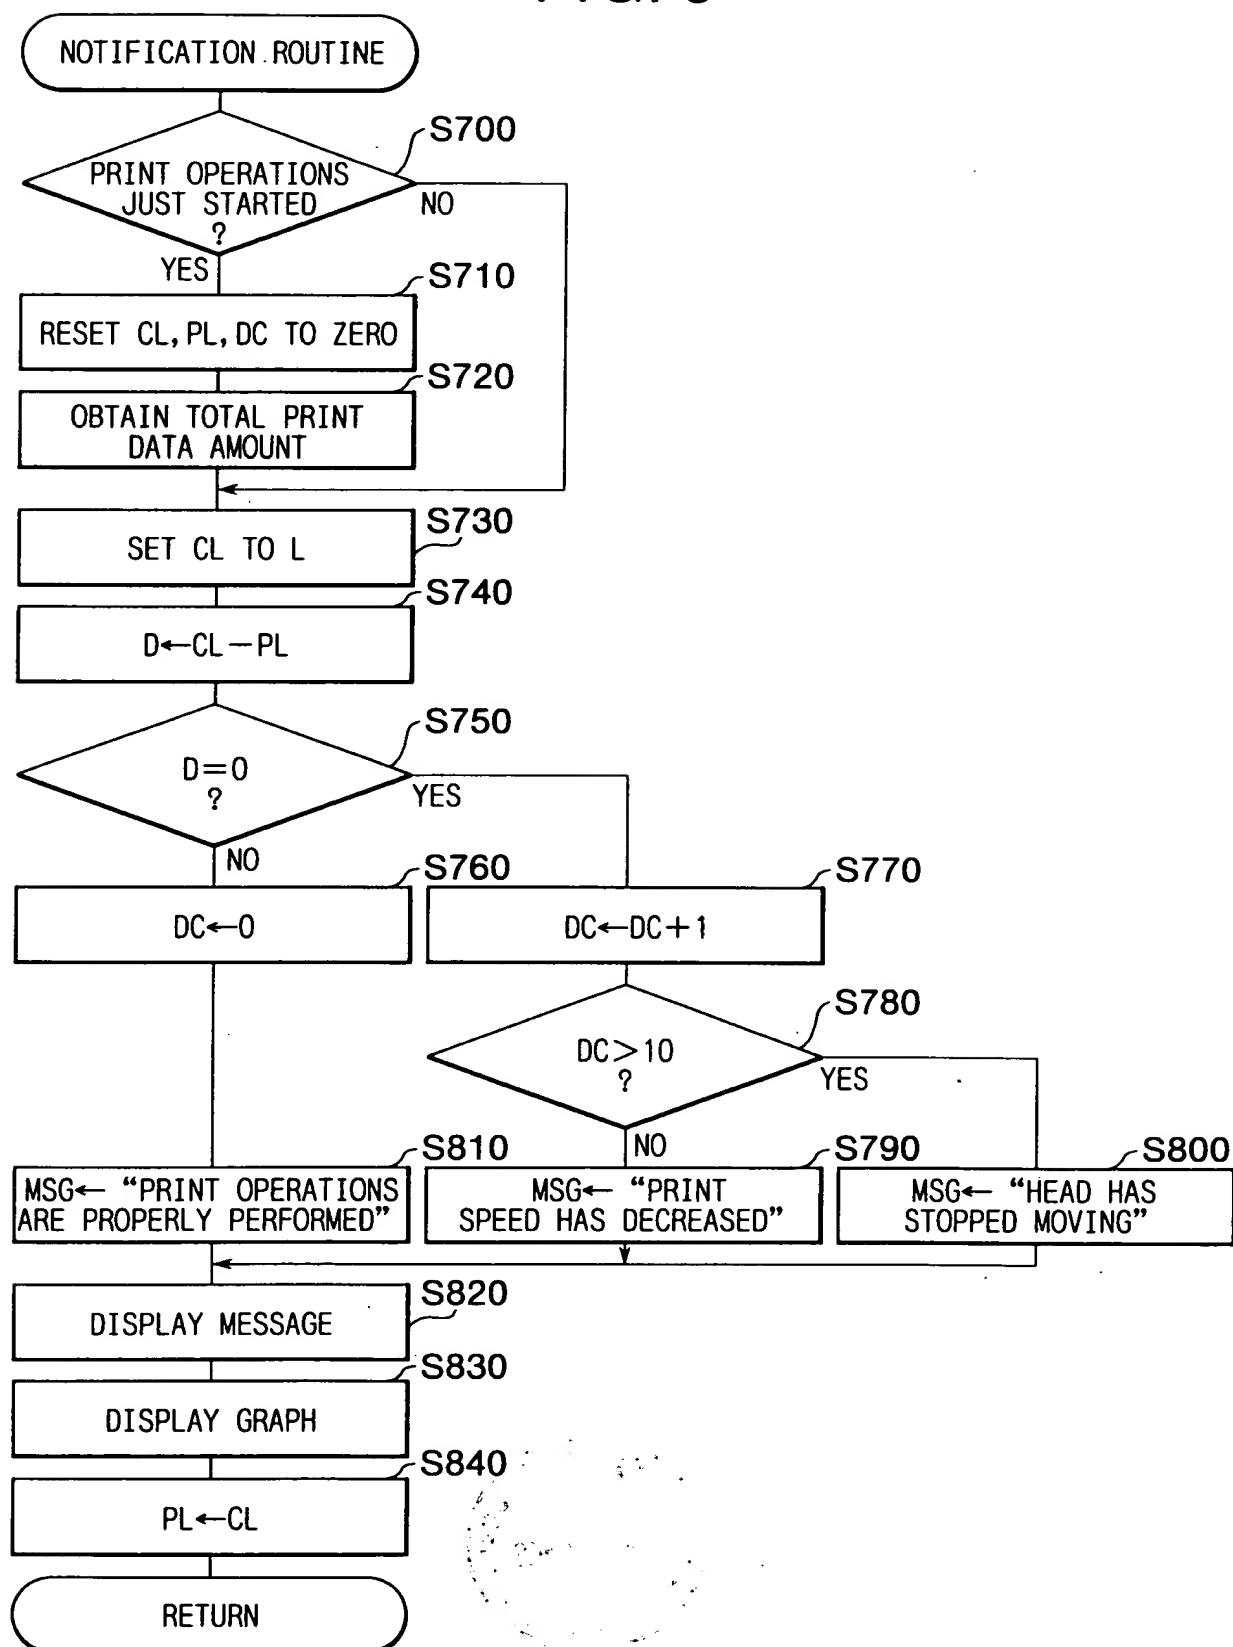 NOTIFICATION ROUTINE
S700
PRINT OPERATIONS
JUST STARTED
?
NO
YES
S710
RESET CL, PL, DC TO ZERO
S720
OBTAIN TOTAL PRINT
DATA AMOUNT
S730
SET CL TO L
S740
D←CL−PL
S750
D=0
?
YES
NO
S760
DC←0
S770
DC←DC+1
S780
DC>10
?
YES
NO
S810
MSG← “PRINT OPERATIONS
ARE PROPERLY PERFORMED”
S790
MSG← “PRINT
SPEED HAS DECREASED”
S800
MSG← “HEAD HAS
STOPPED MOVING”
S820
DISPLAY MESSAGE
S830
DISPLAY GRAPH
S840
PL←CL
RETURN